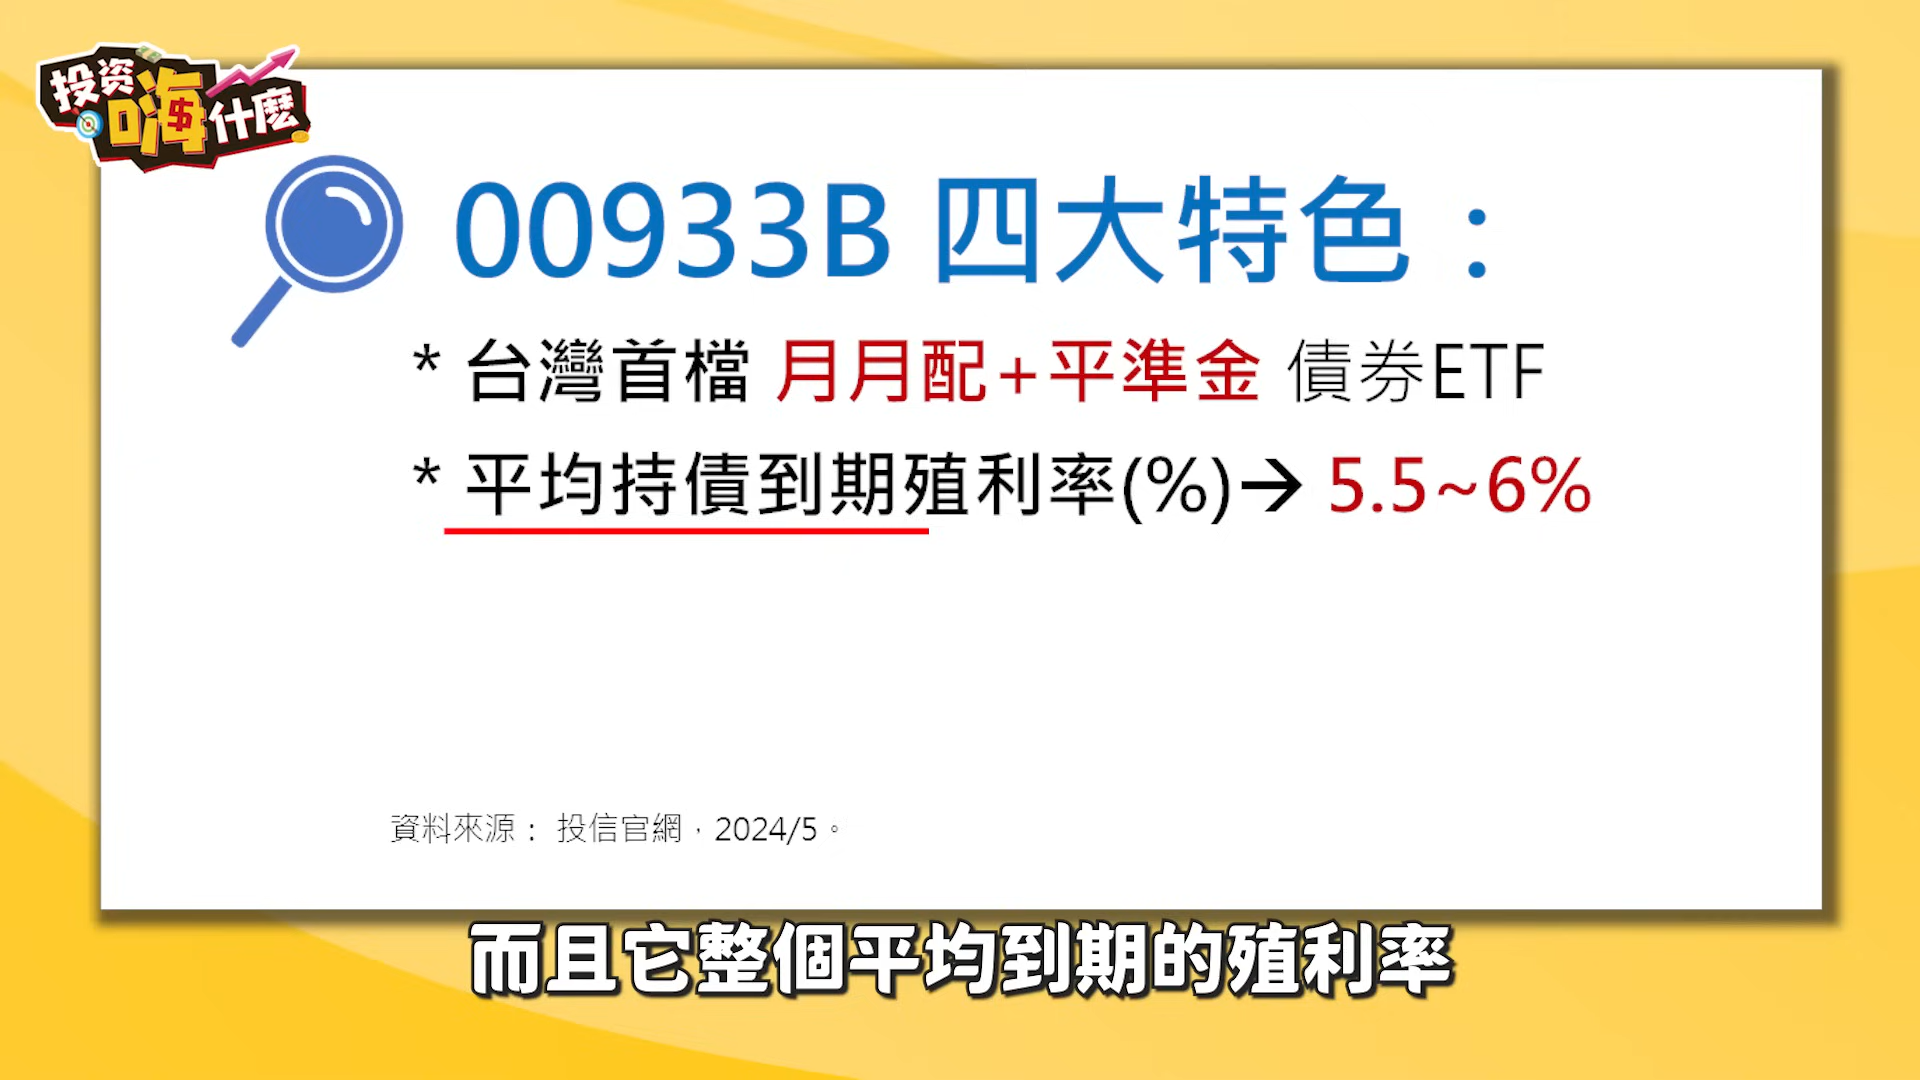 投資嗨什麼
00933B 四大特色：
* 台灣首檔 月月配+平準金 債券ETF
* 平均持債到期殖利率(%)→ 5.5~6%
資料來源： 投信官網，2024/5。
而且它整個平均到期的殖利率